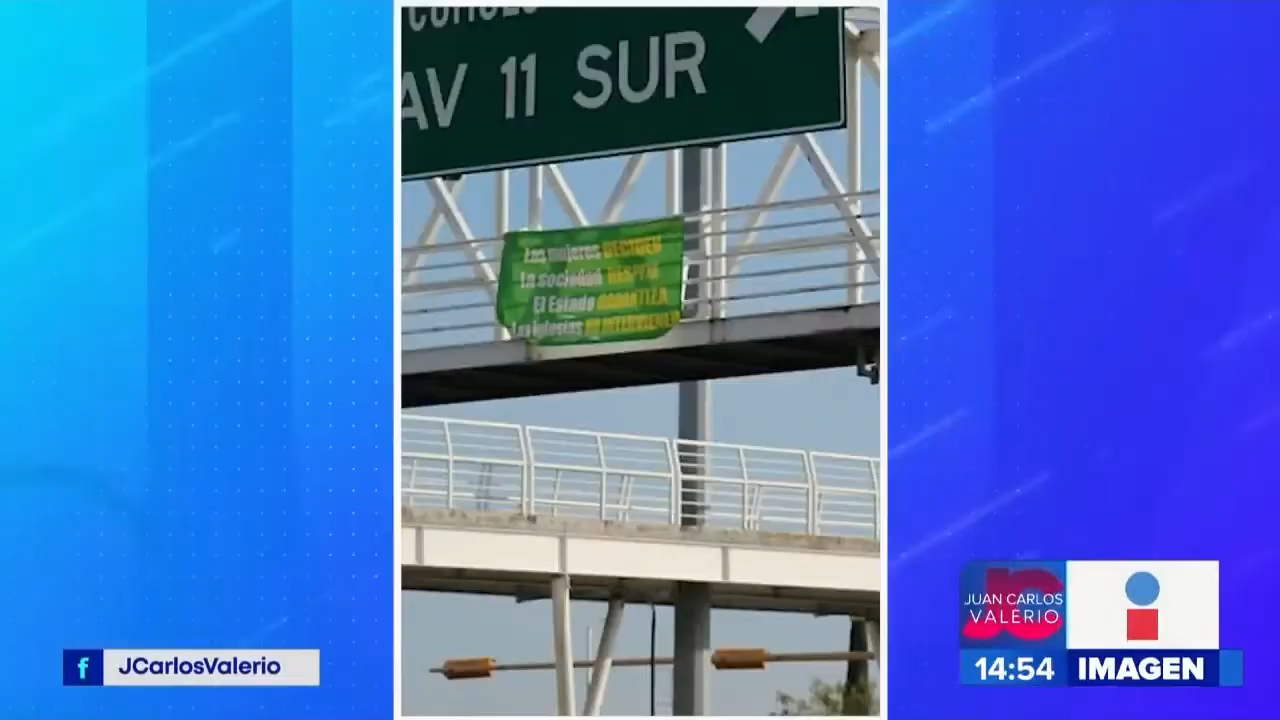 AV 11 SUR
Las mujeres DECIDEN
La sociedad RESPETA
El Estado GARANTIZA
Las iglesias NO INTERVIENEN
f JCarlosValerio
JUAN CARLOS
VALERIO
14:54 IMAGEN